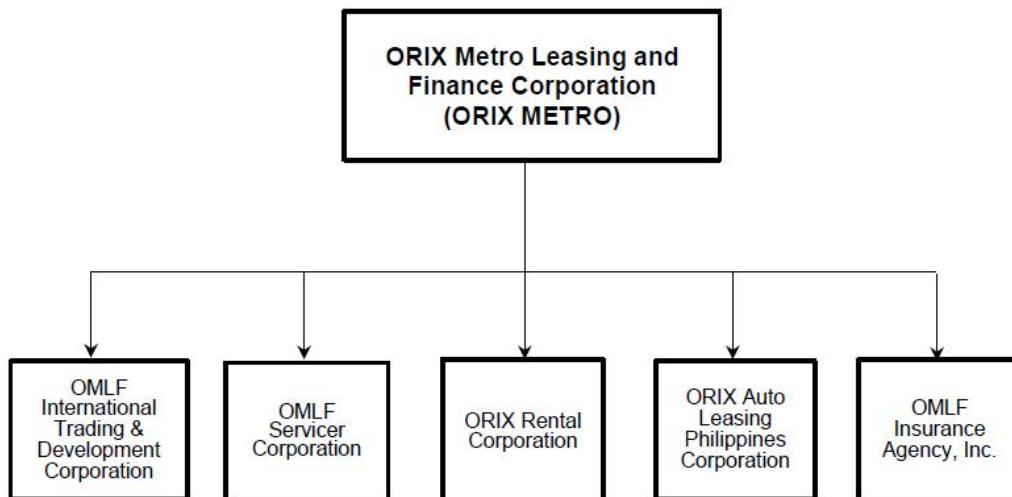 ORIX Metro Leasing and
Finance Corporation
(ORIX METRO)
OMLF
International
Trading &
Development
Corporation
OMLF
Servicer
Corporation
ORIX Rental
Corporation
ORIX Auto
Leasing
Philippines
Corporation
OMLF
Insurance
Agency, Inc.